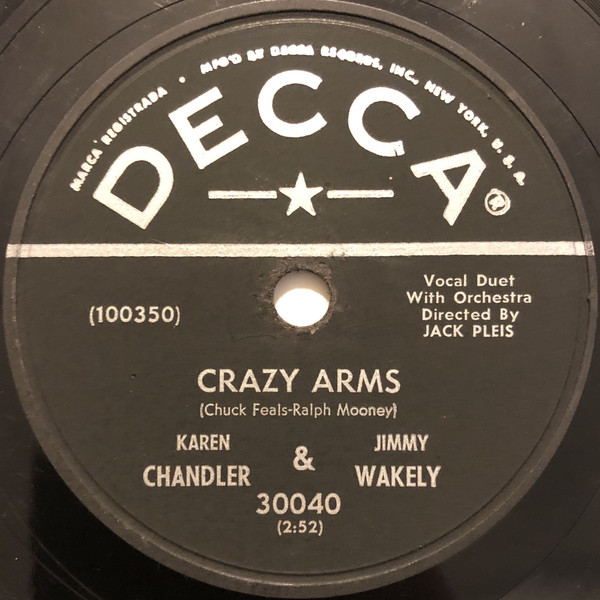 MARCA REGISTRADA • MFG'D BY DECCA RECORDS, INC., NEW YORK, U. S. A.
DECCA®
(100350)
Vocal Duet
With Orchestra
Directed By
JACK PLEIS
CRAZY ARMS
(Chuck Feals-Ralph Mooney)
KAREN CHANDLER & JIMMY WAKELY
30040
(2:52)